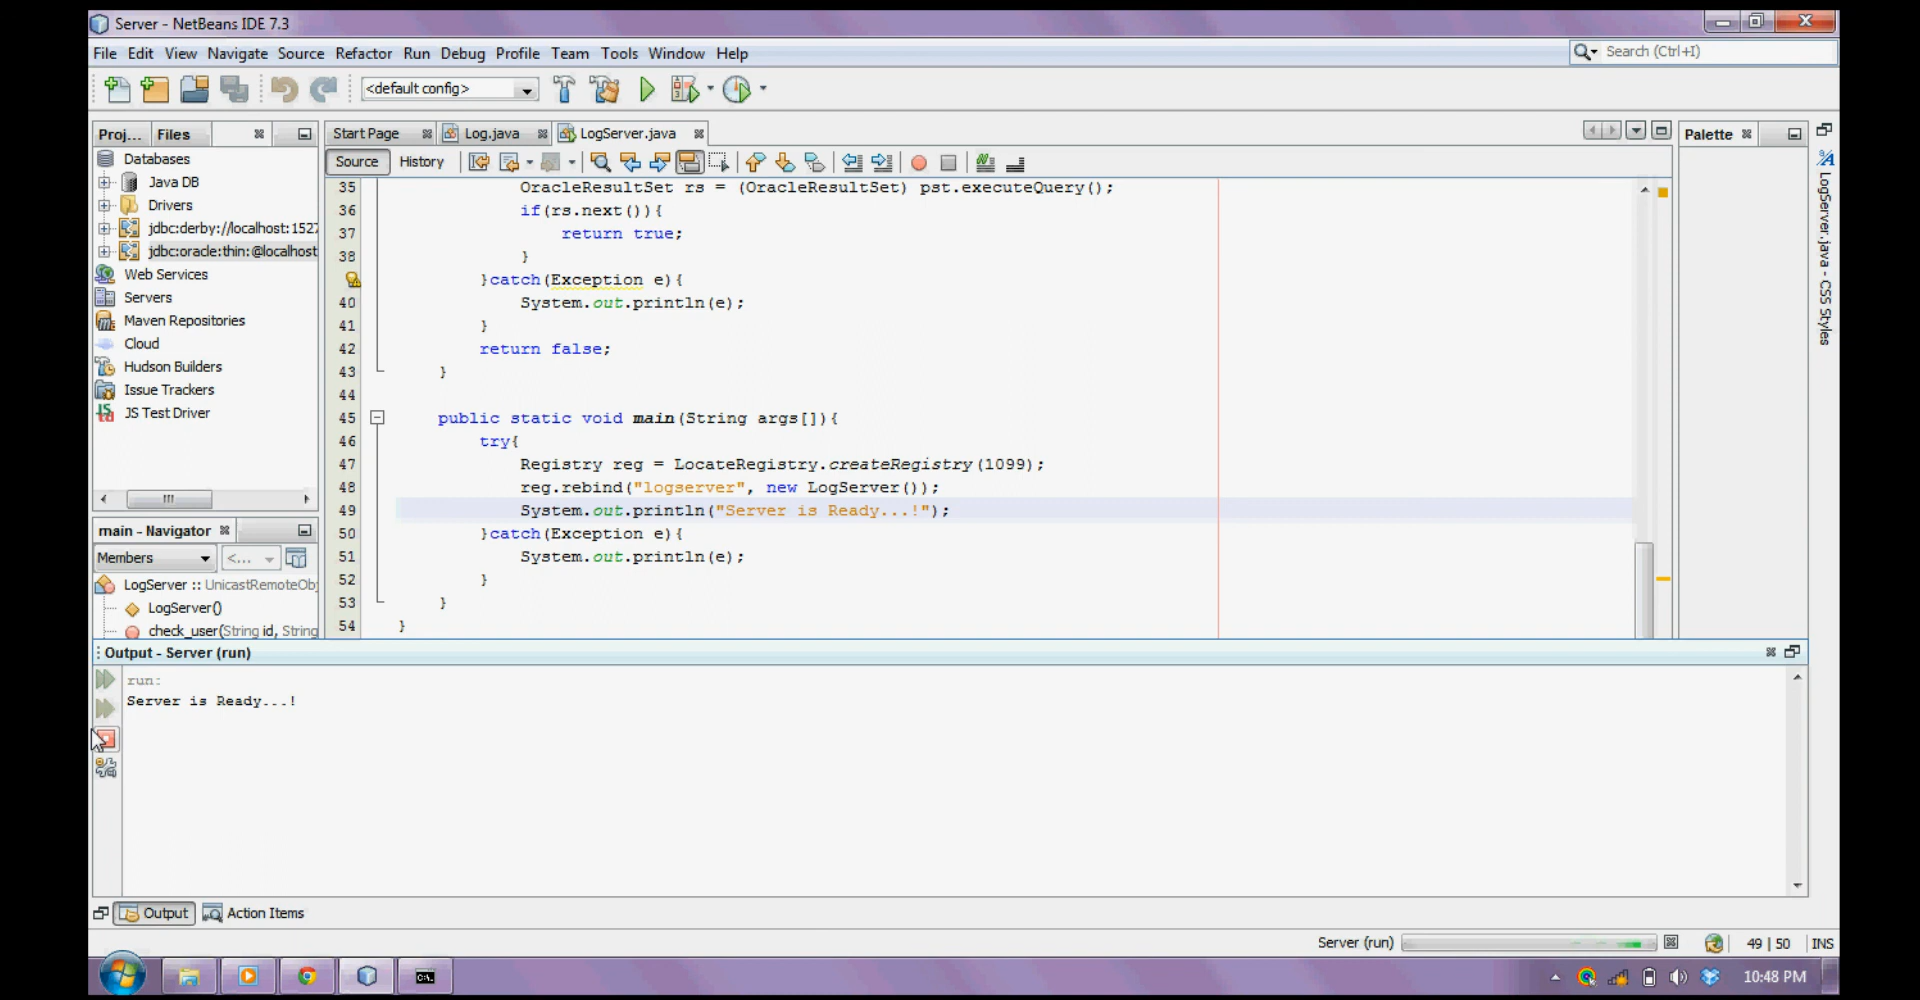 Server - NetBeans IDE 7.3
File Edit View Navigate Source Refactor Run Debug Profile Team Tools Window Help
Search (Ctrl+I)
<default config>
Proj... Files
Start Page Log.java LogServer.java
Palette
Source History
Databases
Java DB
Drivers
jdbc:derby://localhost:1527
jdbc:oracle:thin:@localhost
Web Services
Servers
Maven Repositories
Cloud
Hudson Builders
Issue Trackers
JS Test Driver
35 OracleResultSet rs = (OracleResultSet) pst.executeQuery();
36 if(rs.next()){
37 return true;
38 }
}catch(Exception e){
40 System.out.println(e);
41 }
42 return false;
43 }
44
45 public static void main(String args[]){
46 try{
47 Registry reg = LocateRegistry.createRegistry(1099);
48 reg.rebind("logserver", new LogServer());
49 System.out.println("Server is Ready...!");
50 }catch(Exception e){
51 System.out.println(e);
52 }
53 }
54 }
LogServer.java - CSS Styles
main - Navigator
Members <...
LogServer :: UnicastRemoteObj
LogServer()
check_user(String id, String
Output - Server (run)
run:
Server is Ready...!
Output Action Items
Server (run) 49 | 50 INS
10:48 PM